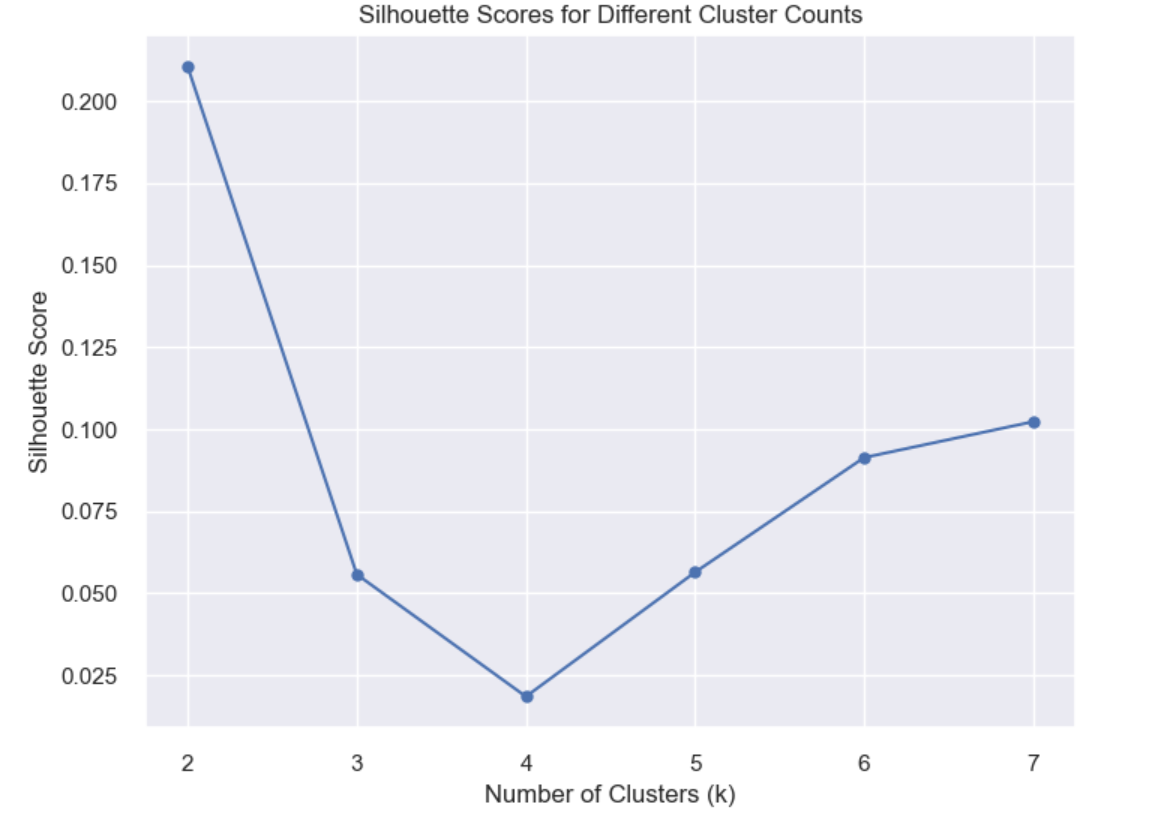 Silhouette Scores for Different Cluster Counts
0.200
0.175
0.150
0.125
0.100
0.075
0.050
0.025
Silhouette Score
2 3 4 5 6 7
Number of Clusters (k)